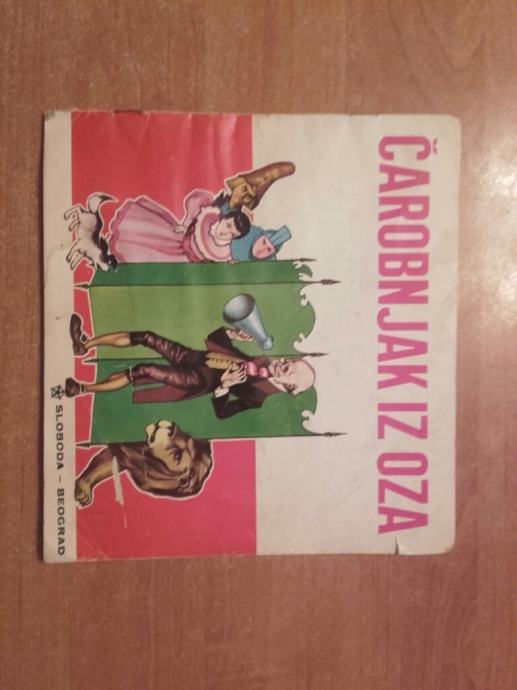 ČAROBNJAK IZ OZA
SLOBODA – BEOGRAD